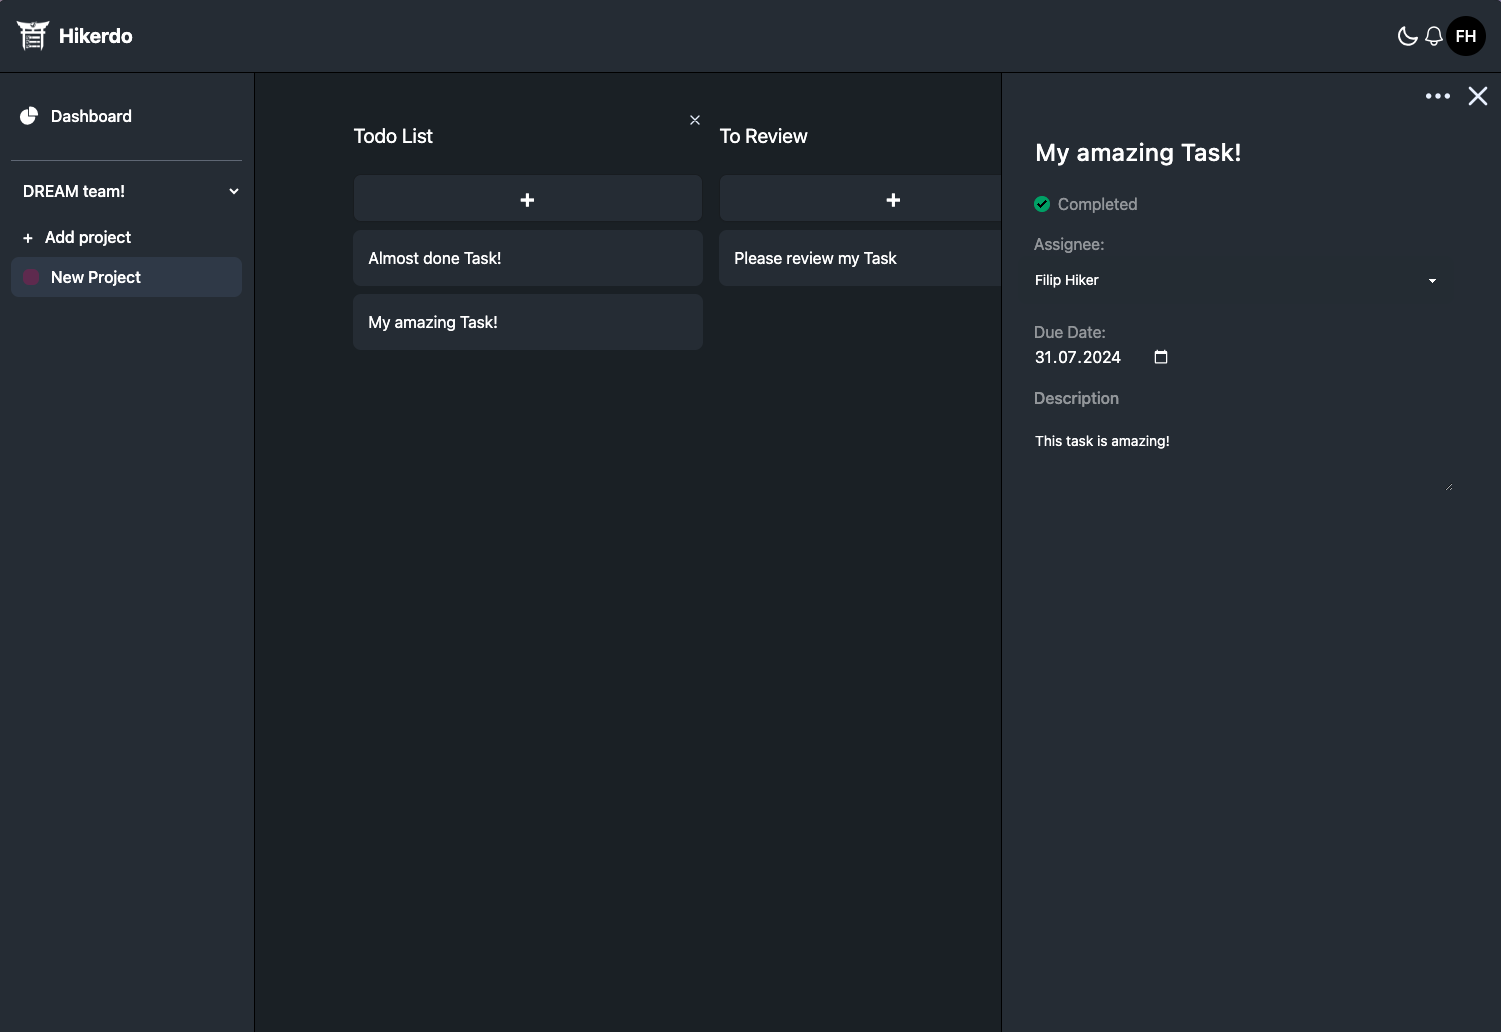 Hikerdo
FH
Dashboard
DREAM team!
+ Add project
New Project
Todo List
+
Almost done Task!
My amazing Task!
To Review
+
Please review my Task
My amazing Task!
Completed
Assignee:
Filip Hiker
Due Date:
31.07.2024
Description
This task is amazing!